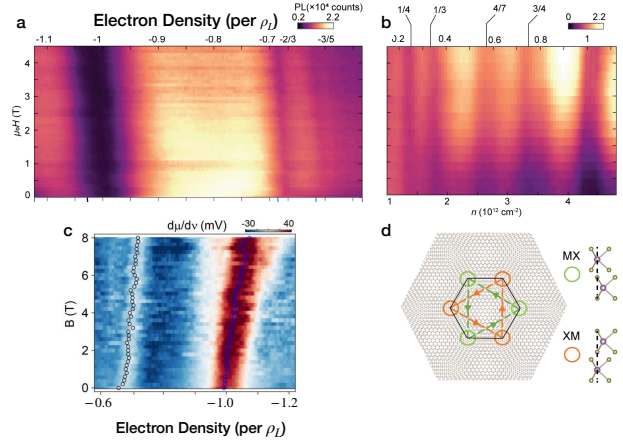 Electron Density (per ρL)
PL(×10⁴ counts)
0.2 2.2
a
-1.1 -1 -0.9 -0.8 -0.7 -2/3 -3/5
μ₀H (T)
4
3
2
1
0
b
1/4 1/3 4/7 3/4
0.2 2.2
0.2 0.4 0.6 0.8 1
1 2 3 4
n (10¹² cm⁻²)
c
dμ/dν (mV)
-30 40
B (T)
8
6
4
2
0
−0.6 −1.0 −1.2
Electron Density (per ρL)
d
MX
XM